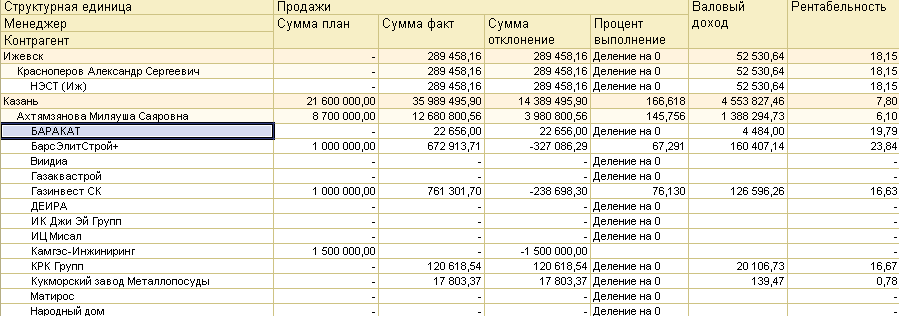 Структурная единица Продажи Валовый доход Рентабельность
Менеджер Сумма план Сумма факт Сумма отклонение Процент выполнение
Контрагент
Ижевск - 289 458,16 289 458,16 Деление на 0 52 530,64 18,15
Красноперов Александр Сергеевич - 289 458,16 289 458,16 Деление на 0 52 530,64 18,15
НЭСТ (Иж) - 289 458,16 289 458,16 Деление на 0 52 530,64 18,15
Казань 21 600 000,00 35 989 495,90 14 389 495,90 166,618 4 553 827,46 7,80
Ахтямзянова Миляуша Саяровна 8 700 000,00 12 680 800,56 3 980 800,56 145,756 1 388 294,73 6,10
БАРАКАТ - 22 656,00 22 656,00 Деление на 0 4 484,00 19,79
БарсЭлитСтрой+ 1 000 000,00 672 913,71 -327 086,29 67,291 160 407,14 23,84
Виидиа - - - Деление на 0
Газаквастрой - - - Деление на 0
Газинвест СК 1 000 000,00 761 301,70 -238 698,30 76,130 126 596,26 16,63
ДЕИРА - - - Деление на 0
ИК Джи Эй Групп - - - Деление на 0
ИЦ Мисал - - - Деление на 0
Камгэс-Инжиниринг 1 500 000,00 - -1 500 000,00
КРК Групп - 120 618,54 120 618,54 Деление на 0 20 106,73 16,67
Кукморский завод Металлопосуды - 17 803,37 17 803,37 Деление на 0 139,47 0,78
Матирос - - - Деление на 0
Народный дом - - - Деление на 0